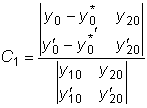 C₁ = \frac{\begin{vmatrix} y_0 - y_0^* & y_{20} \\ y_0' - y_0^{*'} & y_{20}' \end{vmatrix}}{\begin{vmatrix} y_{10} & y_{20} \\ y_{10}' & y_{20}' \end{vmatrix}}